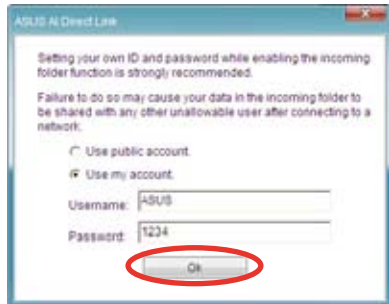 ASUS AI Direct Link
Setting your own ID and password while enabling the incoming
folder function is strongly recommended.
Failure to do so may cause your data in the incoming folder to
be shared with any other unallowable user after connecting to a
network.
Use public account.
Use my account.
Username: ASUS
Password: 1234
Ok